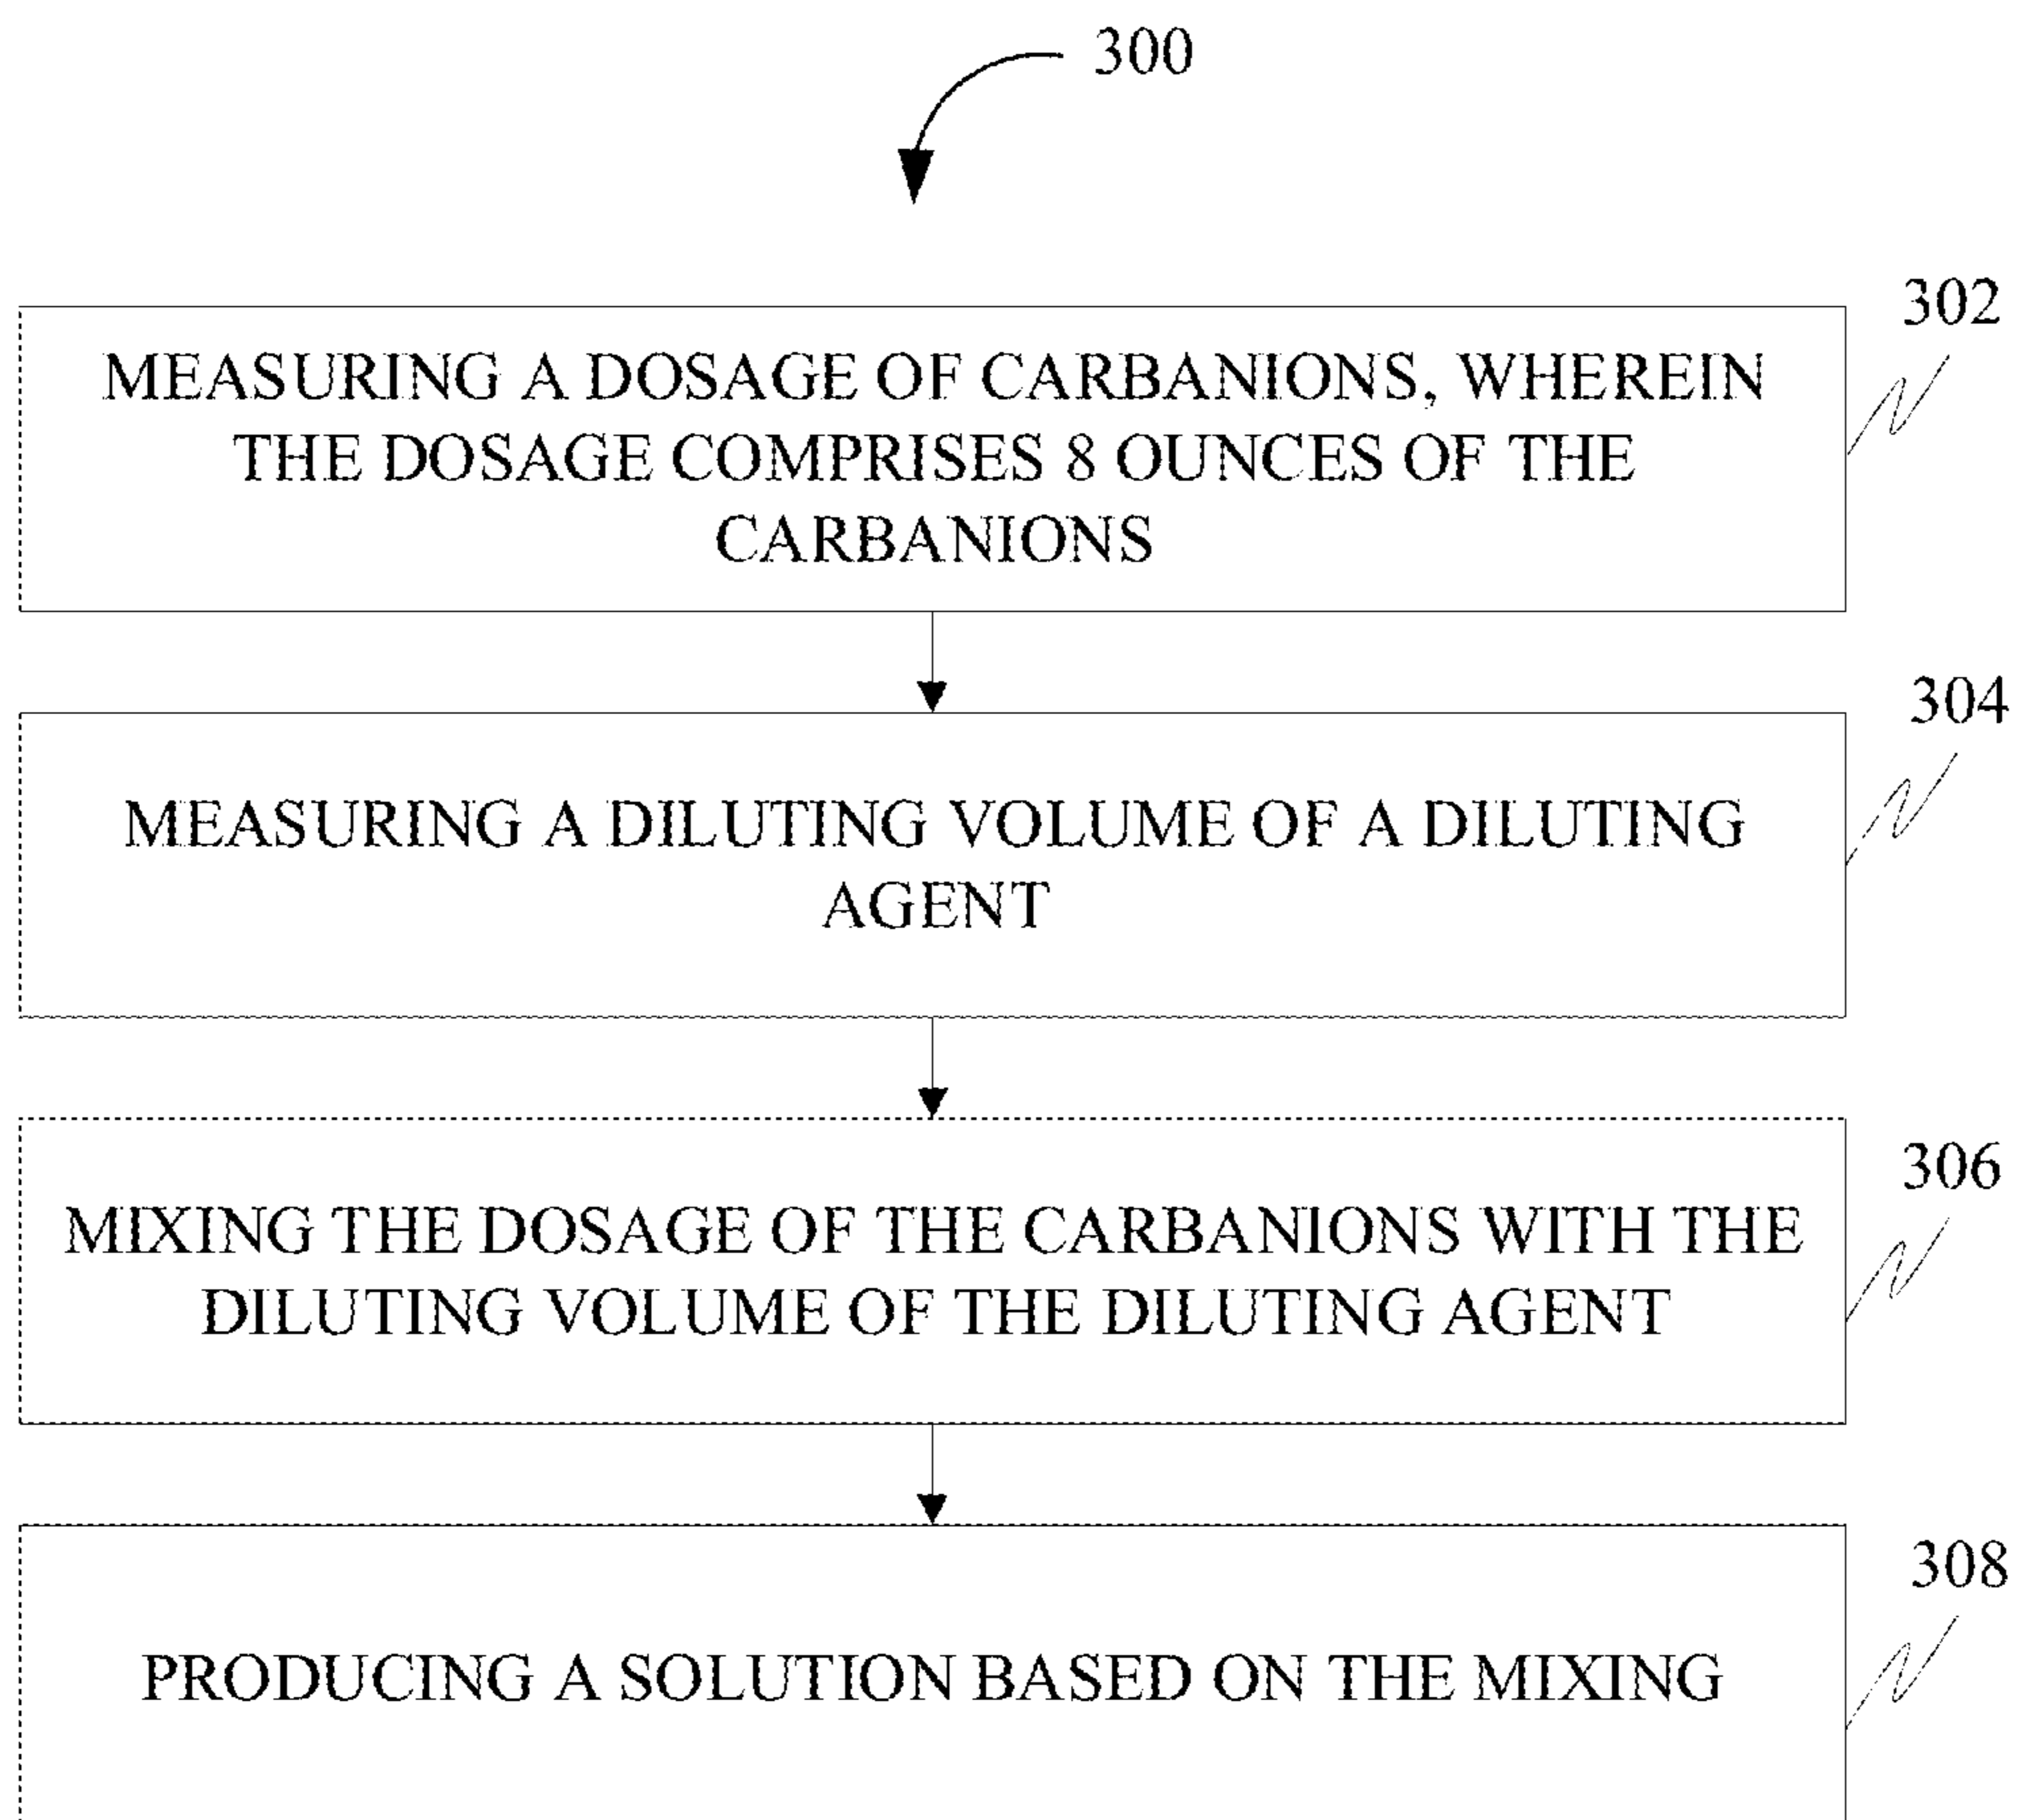 300
302
MEASURING A DOSAGE OF CARBANIONS, WHEREIN
THE DOSAGE COMPRISES 8 OUNCES OF THE
CARBANIONS
304
MEASURING A DILUTING VOLUME OF A DILUTING
AGENT
306
MIXING THE DOSAGE OF THE CARBANIONS WITH THE
DILUTING VOLUME OF THE DILUTING AGENT
308
PRODUCING A SOLUTION BASED ON THE MIXING